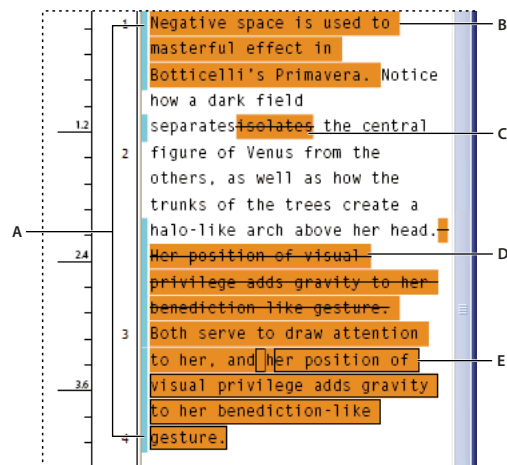 1 Negative space is used to B
masterful effect in
Botticelli's Primavera. Notice
how a dark field
1.2 separatesisolates the central C
2 figure of Venus from the
others, as well as how the
trunks of the trees create a
A halo-like arch above her head.
2.4 Her position of visual D
privilege adds gravity to her
benediction like gesture.
3 Both serve to draw attention
to her, and her position of E
3.6 visual privilege adds gravity
to her benediction-like
4 gesture.